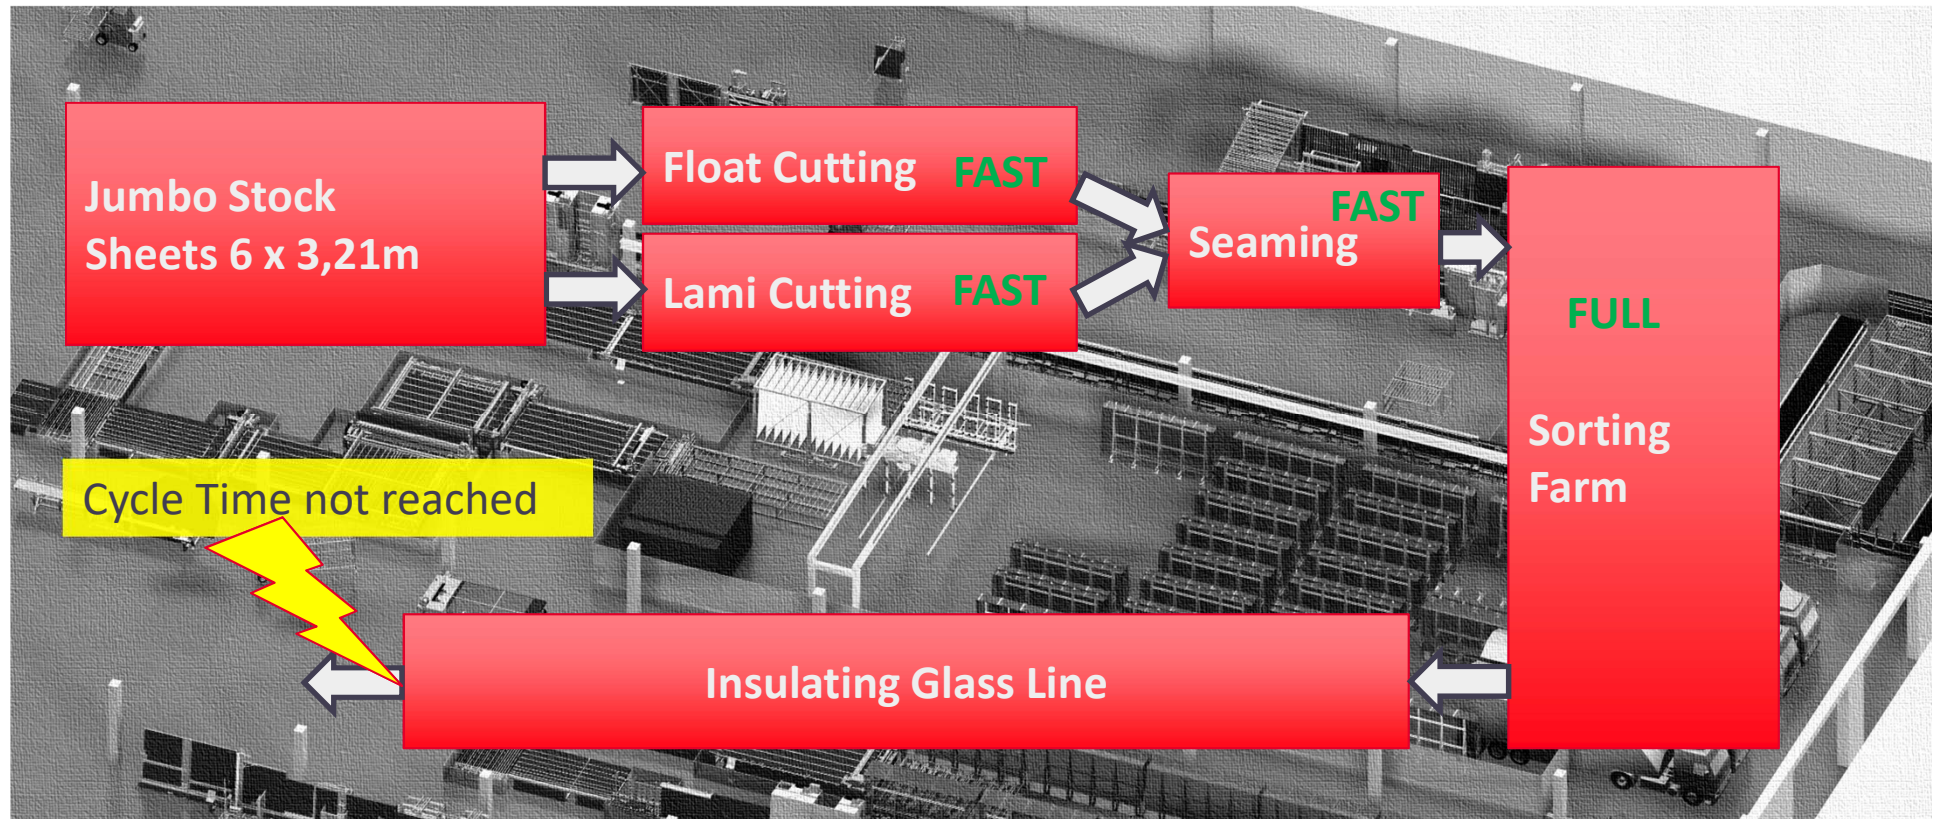 Jumbo Stock
Sheets 6 x 3,21m
Float Cutting FAST
Lami Cutting FAST
FAST
Seaming
FULL
Sorting
Farm
Cycle Time not reached
Insulating Glass Line